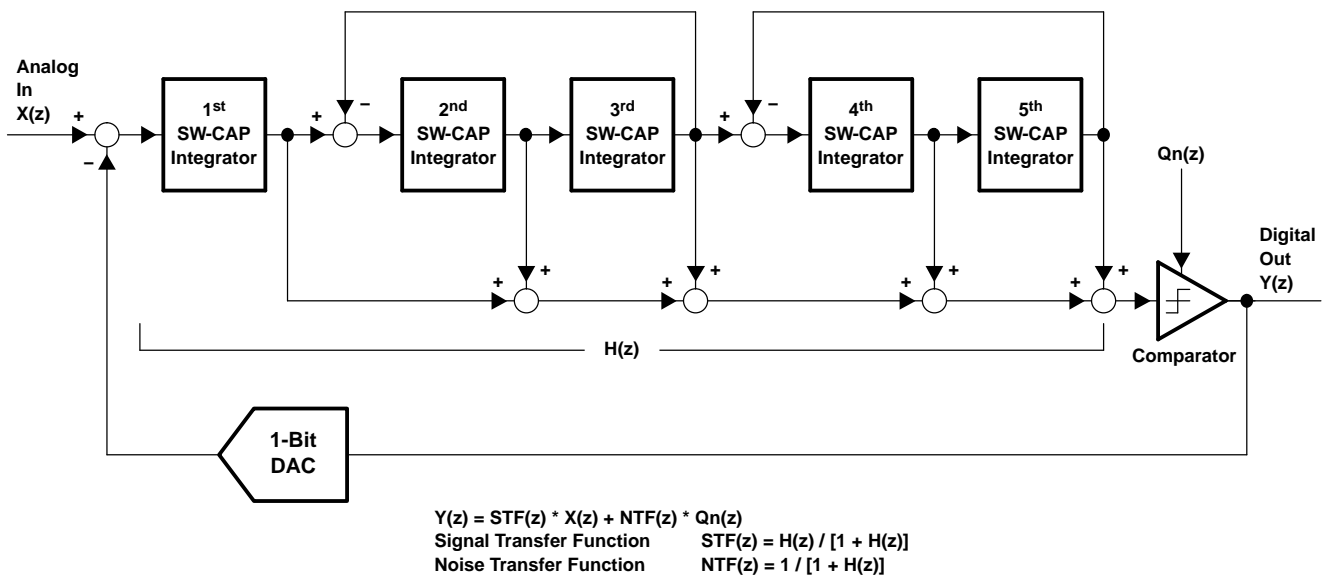 Analog
In
X(z)
+
−
1st
SW-CAP
Integrator
+
−
2nd
SW-CAP
Integrator
3rd
SW-CAP
Integrator
+
−
4th
SW-CAP
Integrator
5th
SW-CAP
Integrator
Qn(z)
+
+
+
+
+
+
+
+
Digital
Out
Y(z)
H(z)
Comparator
1-Bit
DAC
Y(z) = STF(z) * X(z) + NTF(z) * Qn(z)
Signal Transfer Function STF(z) = H(z) / [1 + H(z)]
Noise Transfer Function NTF(z) = 1 / [1 + H(z)]